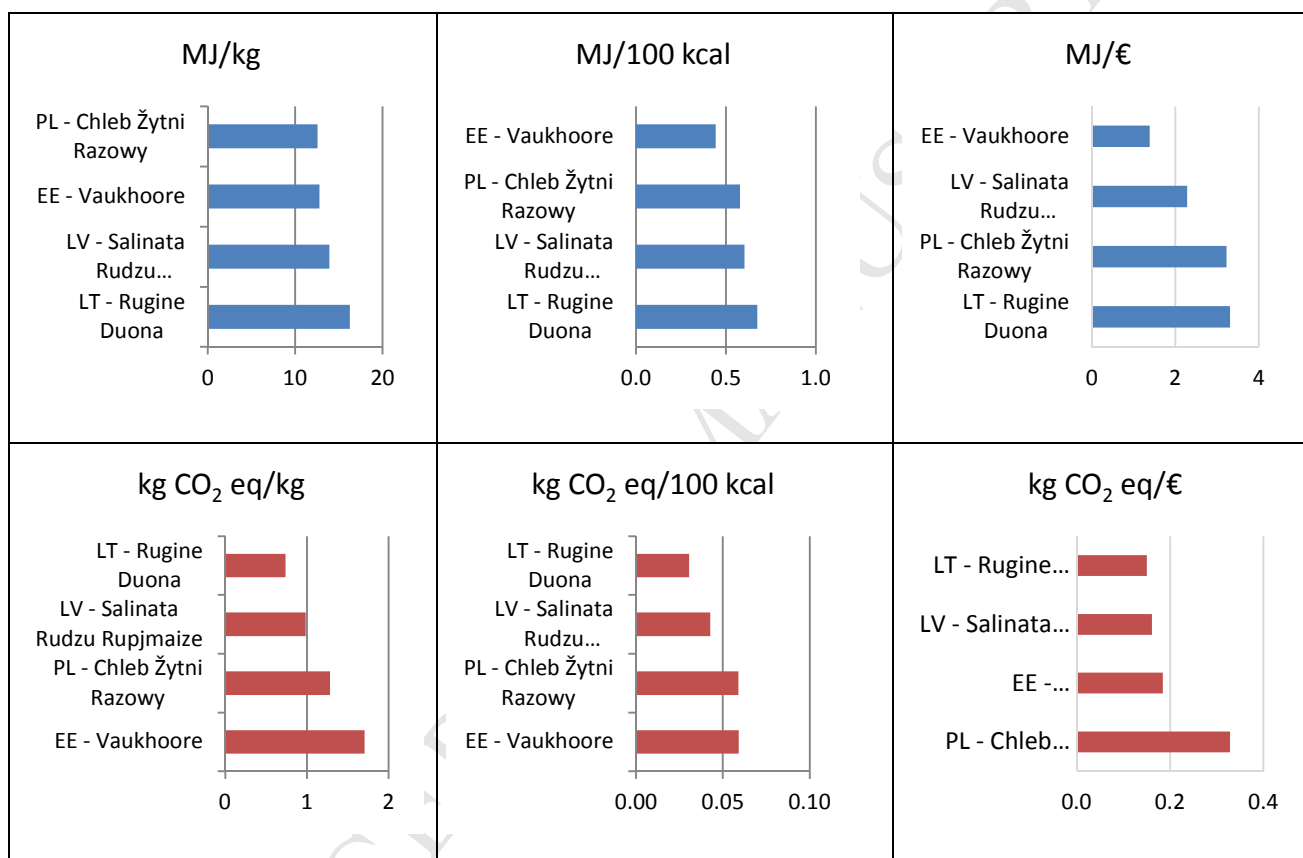 MJ/kg
PL - Chleb Žytni
Razowy
EE - Vaukhoore
LV - Salinata
Rudzu...
LT - Rugine
Duona
0 10 20
MJ/100 kcal
EE - Vaukhoore
PL - Chleb Žytni
Razowy
LV - Salinata
Rudzu...
LT - Rugine
Duona
0.0 0.5 1.0
MJ/€
EE - Vaukhoore
LV - Salinata
Rudzu...
PL - Chleb Žytni
Razowy
LT - Rugine
Duona
0 2 4
kg CO₂ eq/kg
LT - Rugine
Duona
LV - Salinata
Rudzu Rupjmaize
PL - Chleb Žytni
Razowy
EE - Vaukhoore
0 1 2
kg CO₂ eq/100 kcal
LT - Rugine
Duona
LV - Salinata
Rudzu...
PL - Chleb Žytni
Razowy
EE - Vaukhoore
0.00 0.05 0.10
kg CO₂ eq/€
LT - Rugine...
LV - Salinata...
EE -...
PL - Chleb...
0.0 0.2 0.4